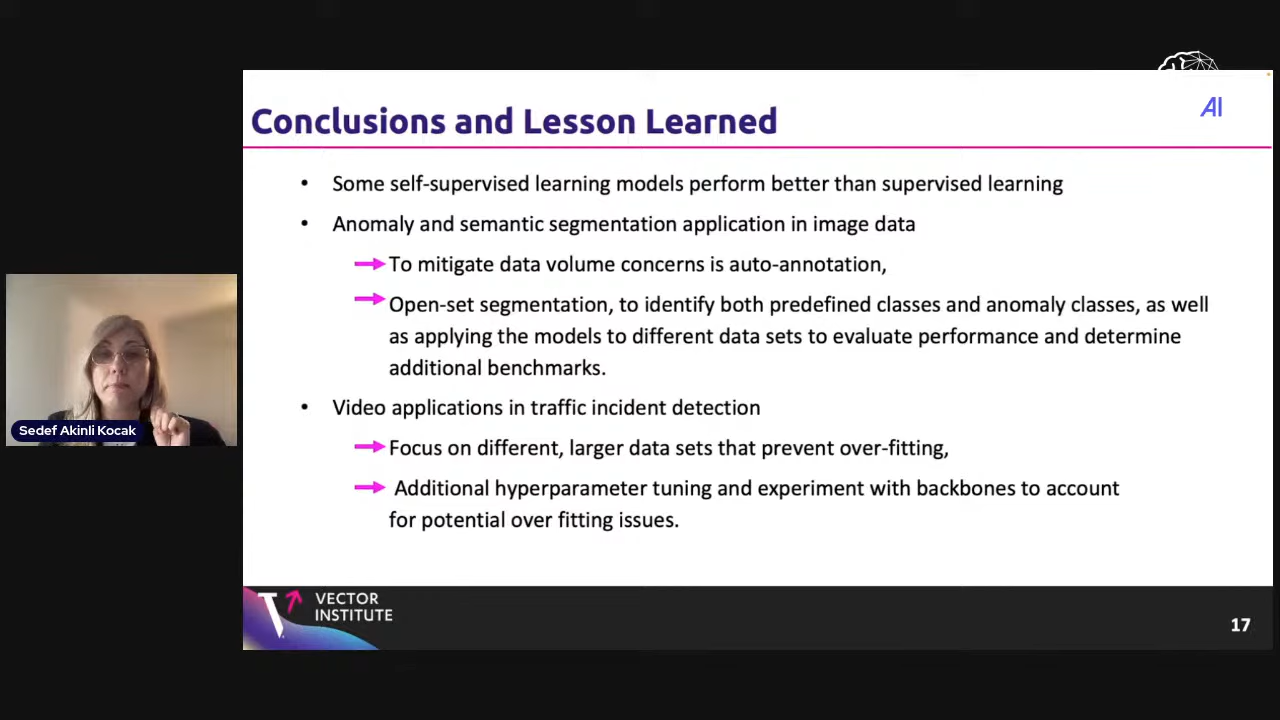 AI
Conclusions and Lesson Learned
• Some self-supervised learning models perform better than supervised learning
• Anomaly and semantic segmentation application in image data
To mitigate data volume concerns is auto-annotation,
Open-set segmentation, to identify both predefined classes and anomaly classes, as well
as applying the models to different data sets to evaluate performance and determine
additional benchmarks.
• Video applications in traffic incident detection
Focus on different, larger data sets that prevent over-fitting,
Additional hyperparameter tuning and experiment with backbones to account
for potential over fitting issues.
Sedef Akinli Kocak
VECTOR
INSTITUTE
17